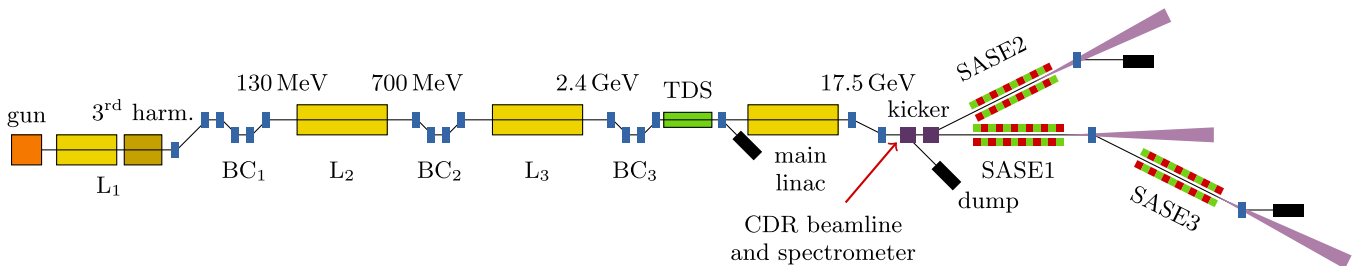 gun
3rd harm.
L1
130 MeV
BC1
L2
700 MeV
BC2
L3
2.4 GeV
BC3
TDS
main
linac
17.5 GeV
kicker
CDR beamline
and spectrometer
dump
SASE2
SASE1
SASE3